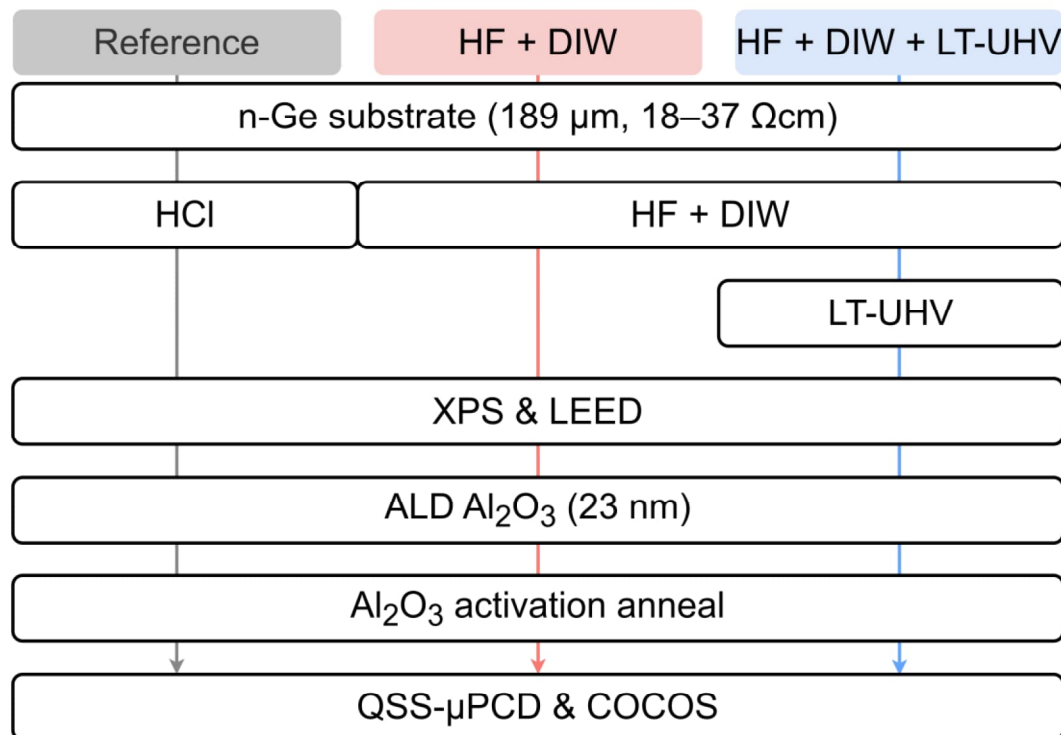 Reference
HF + DIW
HF + DIW + LT-UHV
n-Ge substrate (189 µm, 18–37 Ωcm)
HCl
HF + DIW
LT-UHV
XPS & LEED
ALD Al₂O₃ (23 nm)
Al₂O₃ activation anneal
QSS-µPCD & COCOS